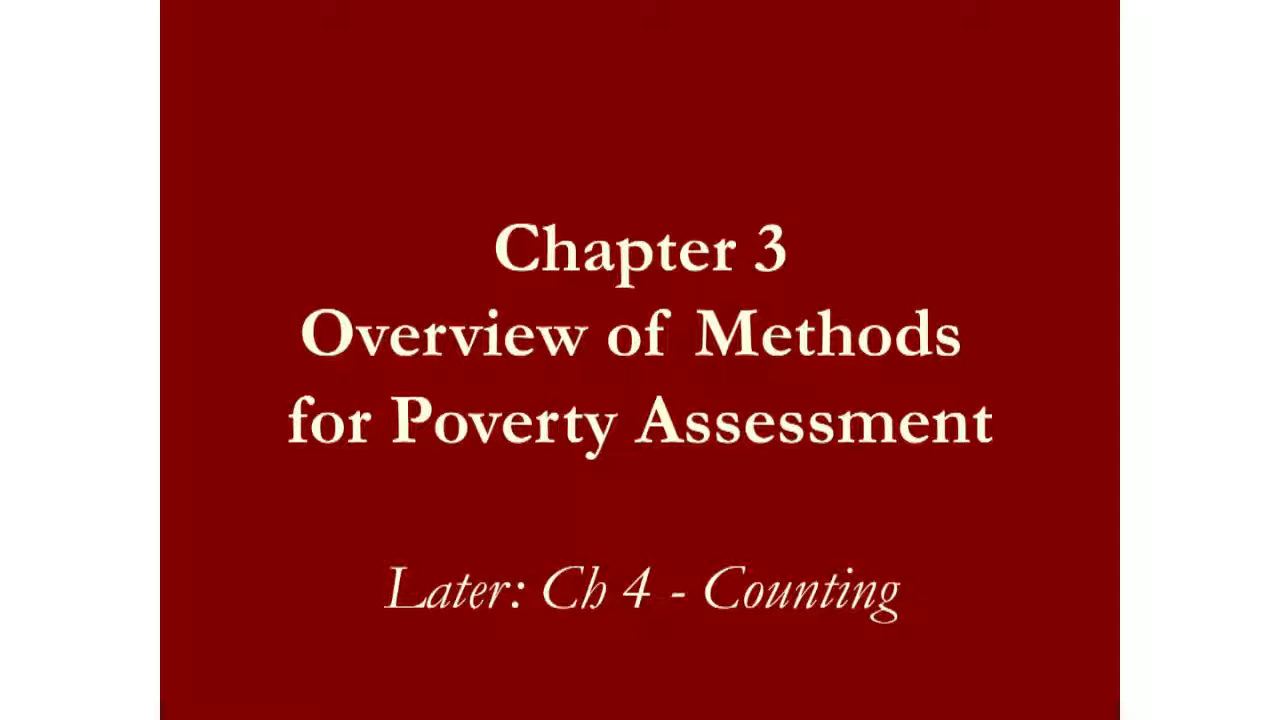 Chapter 3
Overview of Methods
for Poverty Assessment
Later: Ch 4 - Counting